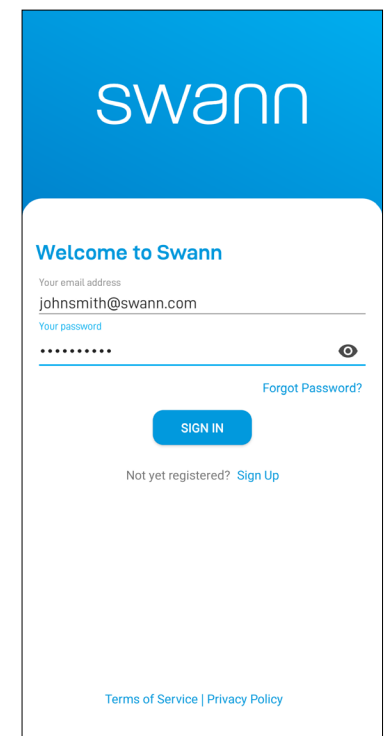 swann
Welcome to Swann
Your email address
johnsmith@swann.com
Your password
••••••••••
Forgot Password?
SIGN IN
Not yet registered? Sign Up
Terms of Service | Privacy Policy